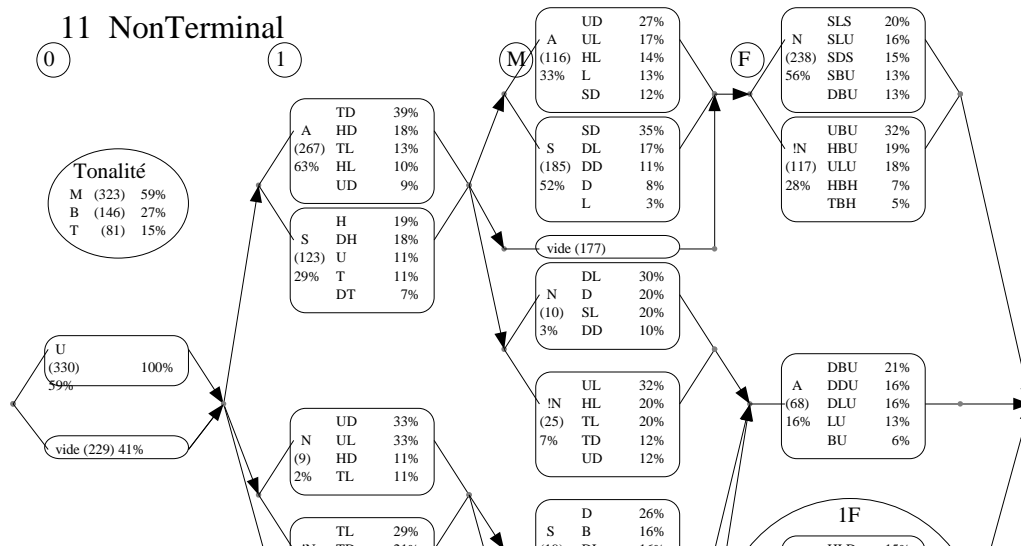 11 NonTerminal
0
1
M
F
Tonalité
M (323) 59%
B (146) 27%
T (81) 15%
U
(330) 100%
59%
vide (229) 41%
TD 39%
A HD 18%
(267) TL 13%
63% HL 10%
UD 9%
H 19%
S DH 18%
(123) U 11%
29% T 11%
DT 7%
UD 33%
N UL 33%
(9) HD 11%
2% TL 11%
TL 29%
UD 27%
A UL 17%
(116) HL 14%
33% L 13%
SD 12%
SD 35%
S DL 17%
(185) DD 11%
52% D 8%
L 3%
vide (177)
DL 30%
N D 20%
(10) SL 20%
3% DD 10%
UL 32%
!N HL 20%
(25) TL 20%
7% TD 12%
UD 12%
D 26%
S B 16%
SLS 20%
N SLU 16%
(238) SDS 15%
56% SBU 13%
DBU 13%
UBU 32%
!N HBU 19%
(117) ULU 18%
28% HBH 7%
TBH 5%
DBU 21%
A DDU 16%
(68) DLU 16%
16% LU 13%
BU 6%
1F